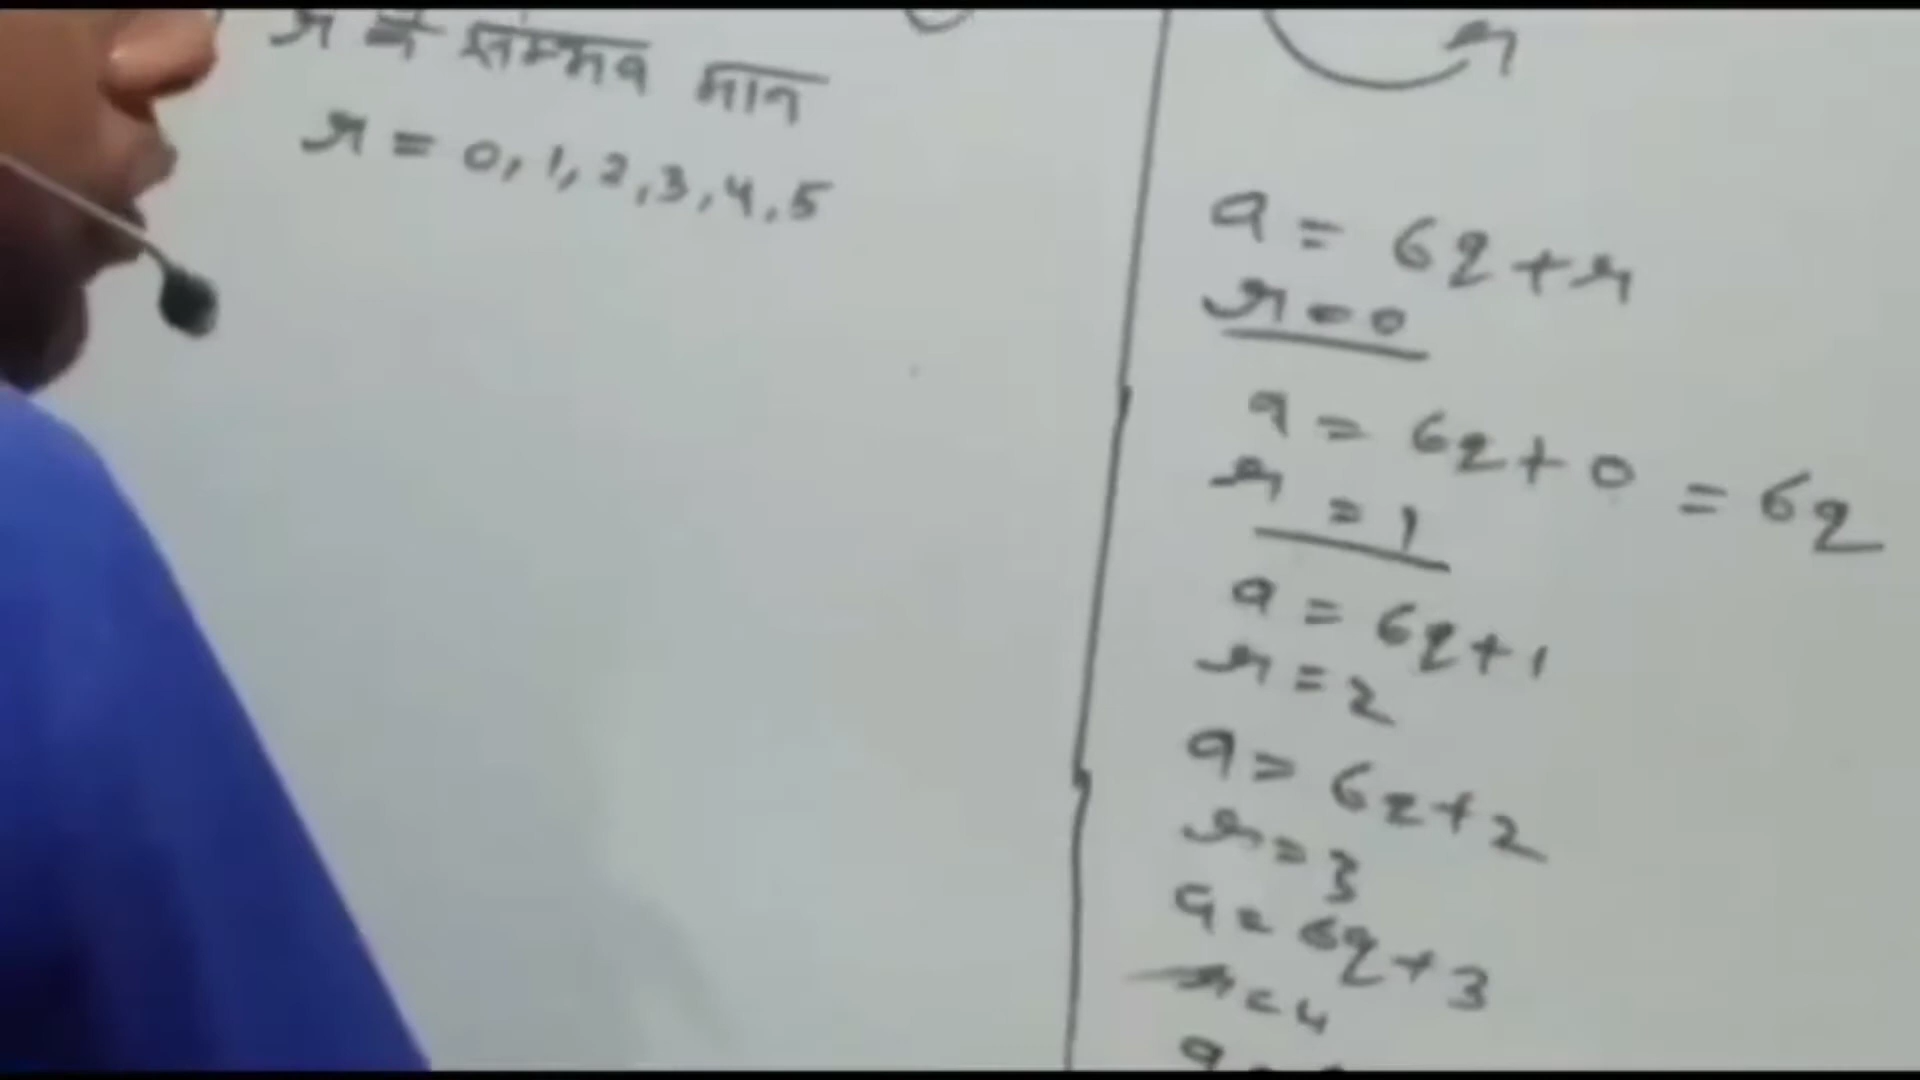 r के सम्भव मान
r = 0, 1, 2, 3, 4, 5
r
a = 6q + r
r = 0
a = 6q + 0 = 6q
r = 1
a = 6q + 1
r = 2
a = 6q + 2
r = 3
a = 6q + 3
r = 4
a =